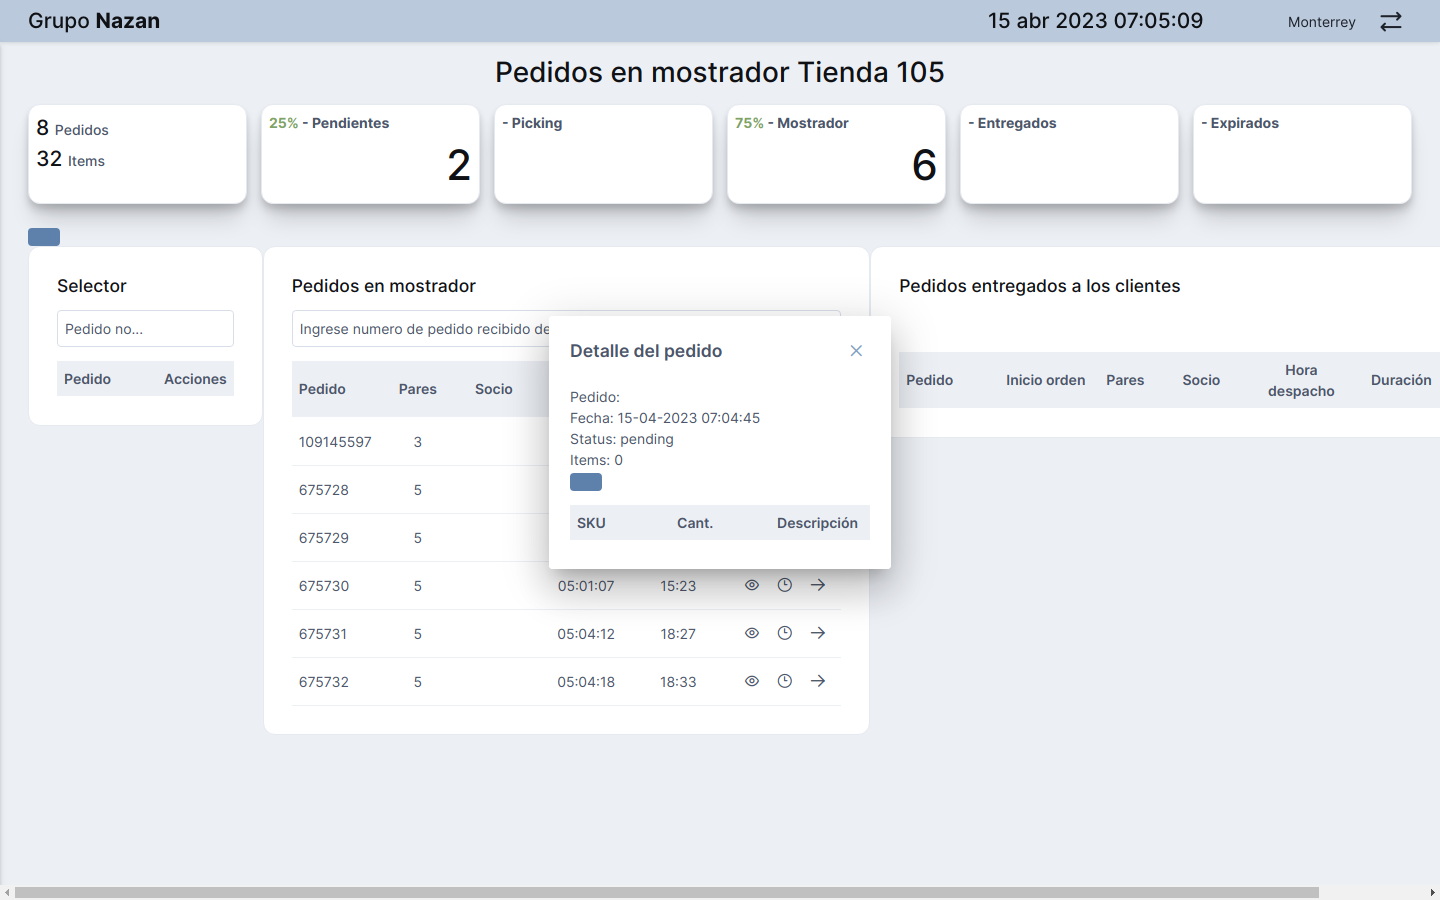 Grupo Nazan
15 abr 2023 07:05:09
Monterrey
Pedidos en mostrador Tienda 105
8 Pedidos
32 Items
25% - Pendientes
2
- Picking
75% - Mostrador
6
- Entregados
- Expirados
Selector
Pedido no...
Pedido Acciones
Pedidos en mostrador
Ingrese numero de pedido recibido de
Pedido Pares Socio
109145597 3
675728 5
675729 5
675730 5 05:01:07 15:23
675731 5 05:04:12 18:27
675732 5 05:04:18 18:33
Detalle del pedido
Pedido:
Fecha: 15-04-2023 07:04:45
Status: pending
Items: 0
SKU Cant. Descripción
Pedidos entregados a los clientes
Pedido Inicio orden Pares Socio Hora despacho Duración